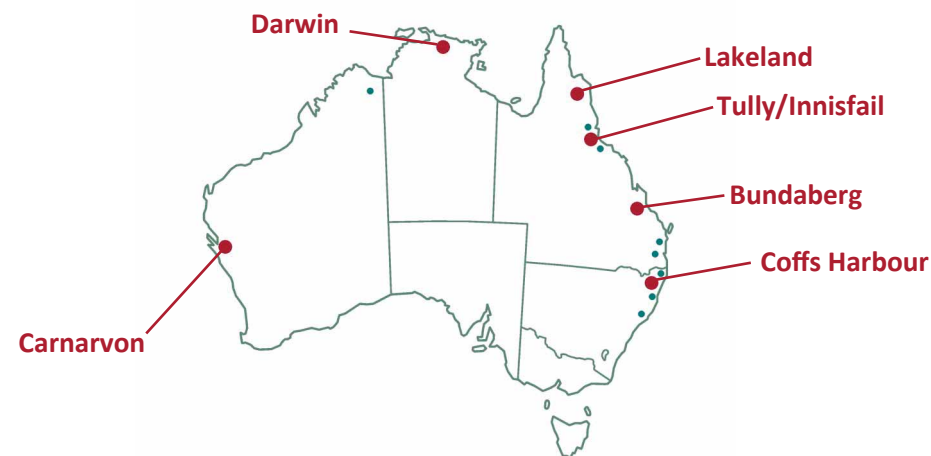 Darwin
Lakeland
Tully/Innisfail
Bundaberg
Coffs Harbour
Carnarvon